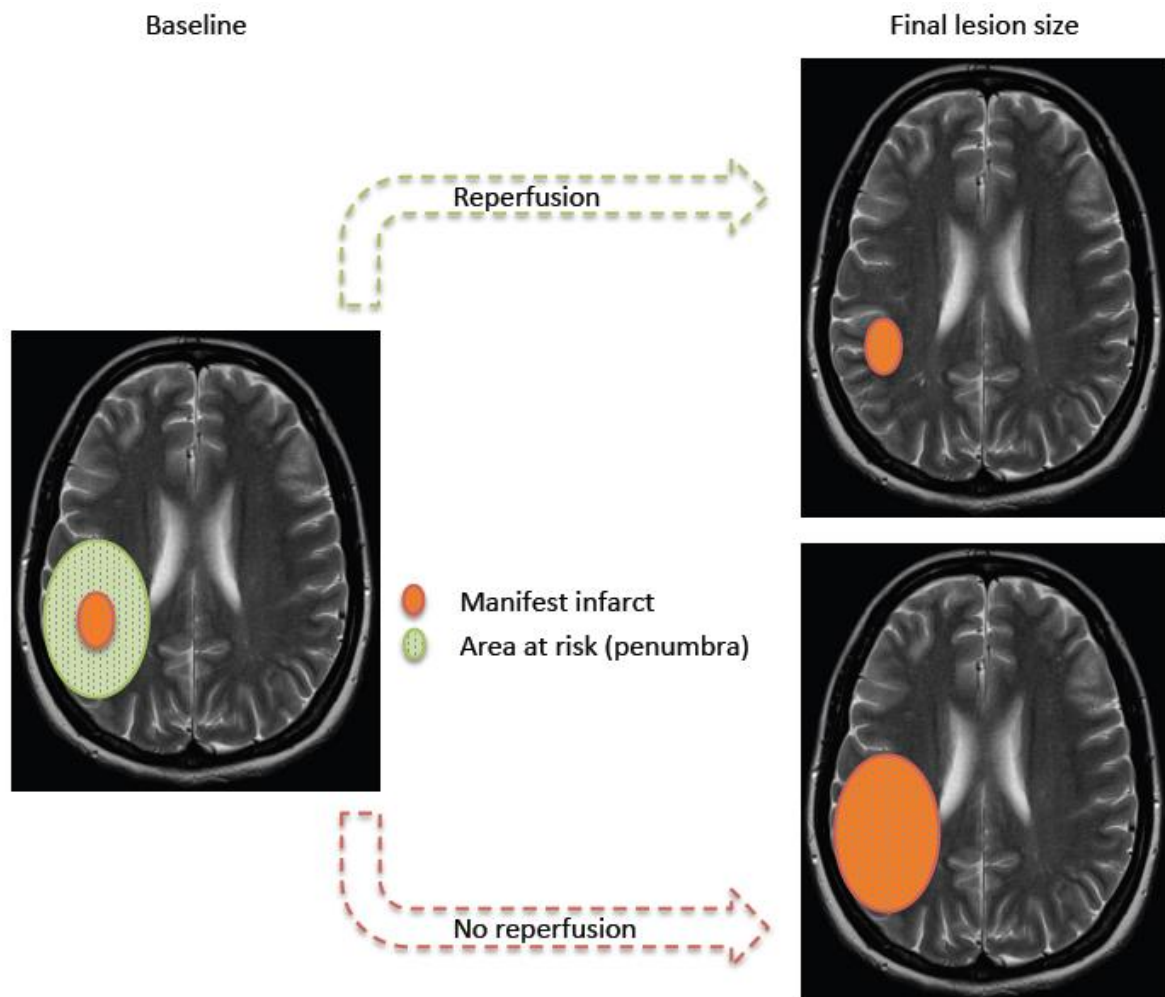 Baseline
Final lesion size
Reperfusion
Manifest infarct
Area at risk (penumbra)
No reperfusion